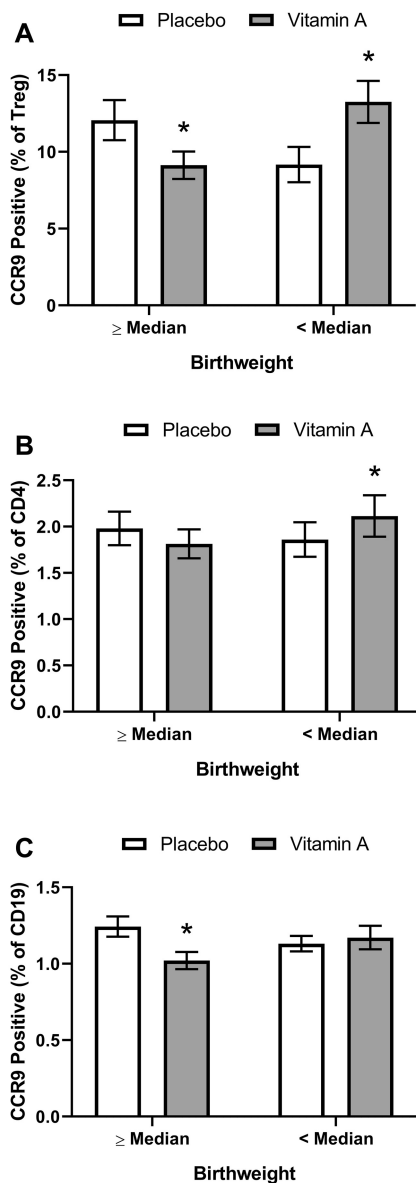 Placebo Vitamin A
A
CCR9 Positive (% of Treg)
15
10
5
0
*
*
≥ Median < Median
Birthweight
Placebo Vitamin A
B
CCR9 Positive (% of CD4)
2.5
2.0
1.5
1.0
0.5
0.0
*
≥ Median < Median
Birthweight
Placebo Vitamin A
C
CCR9 Positive (% of CD19)
1.5
1.0
0.5
0.0
*
≥ Median < Median
Birthweight